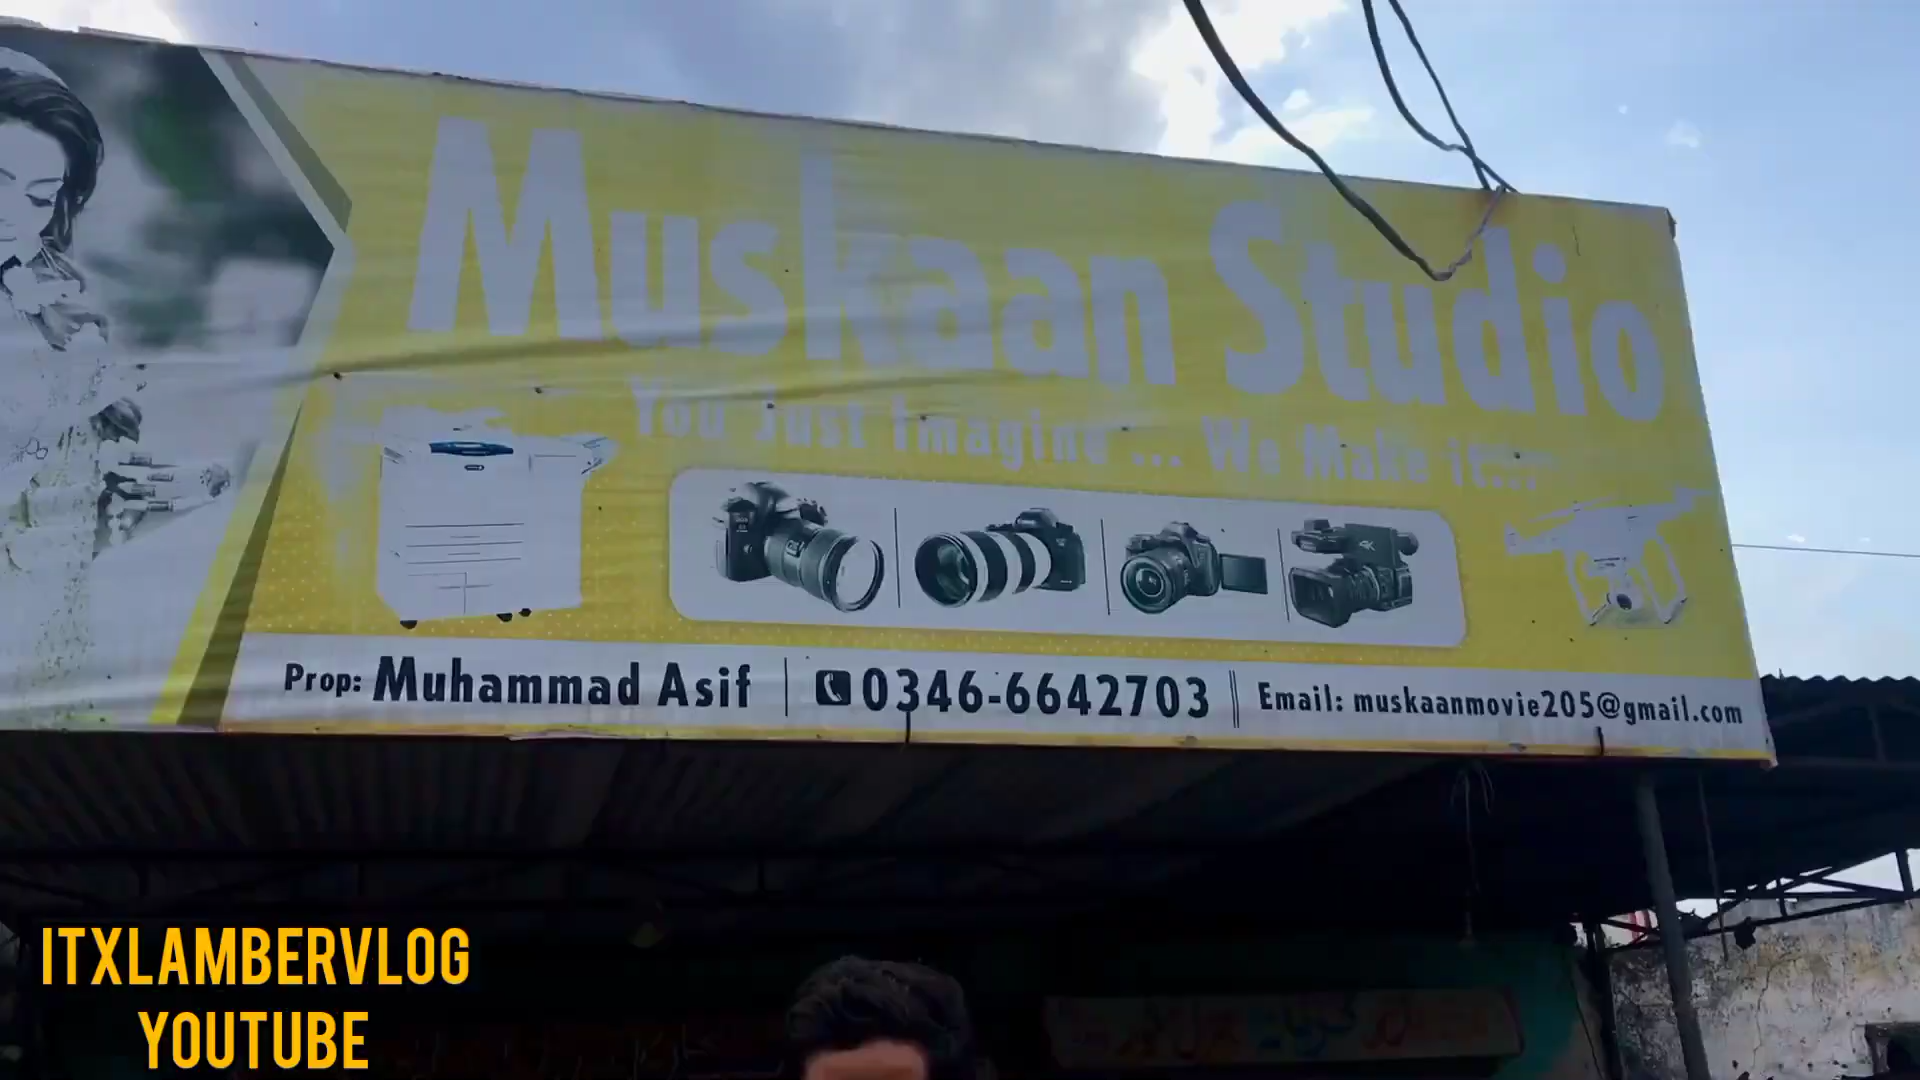 Muskaan Studio
You Just Imagine ... We Make it.....
4K
Prop: Muhammad Asif
0346-6642703
Email: muskaanmovie205@gmail.com
ITXLAMBERVLOG
YOUTUBE